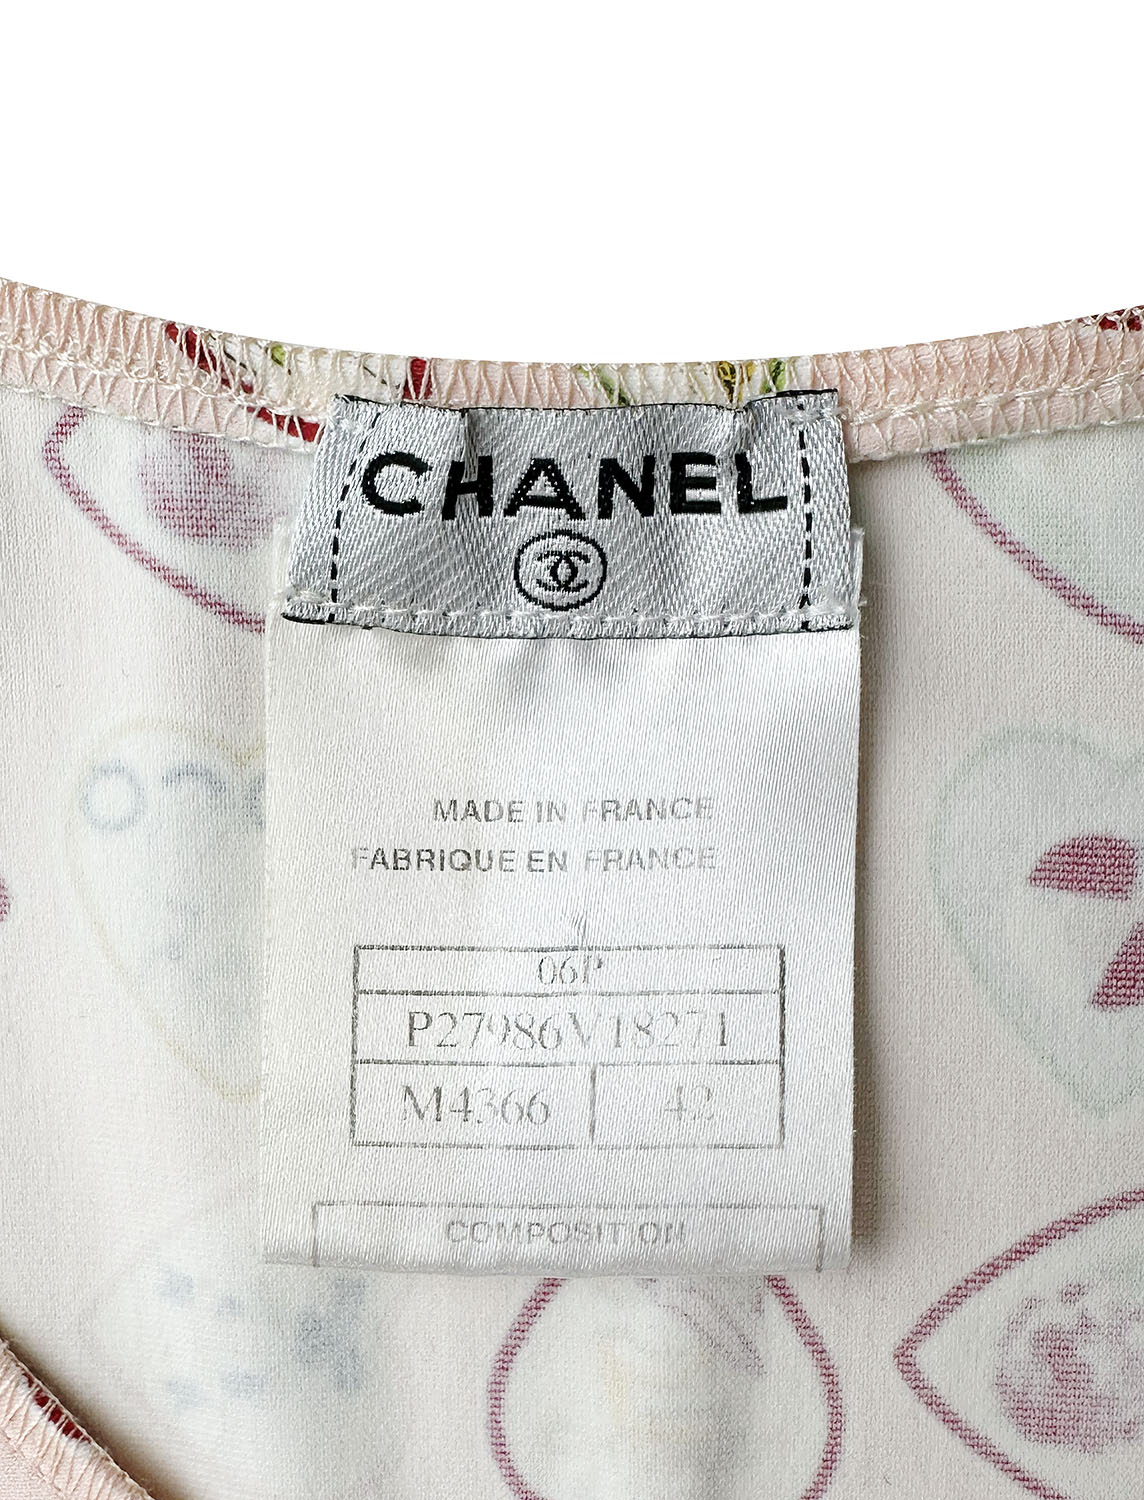 CHANEL
MADE IN FRANCE
FABRIQUE EN FRANCE
06P
P27986V18271
M4366 42
COMPOSITION